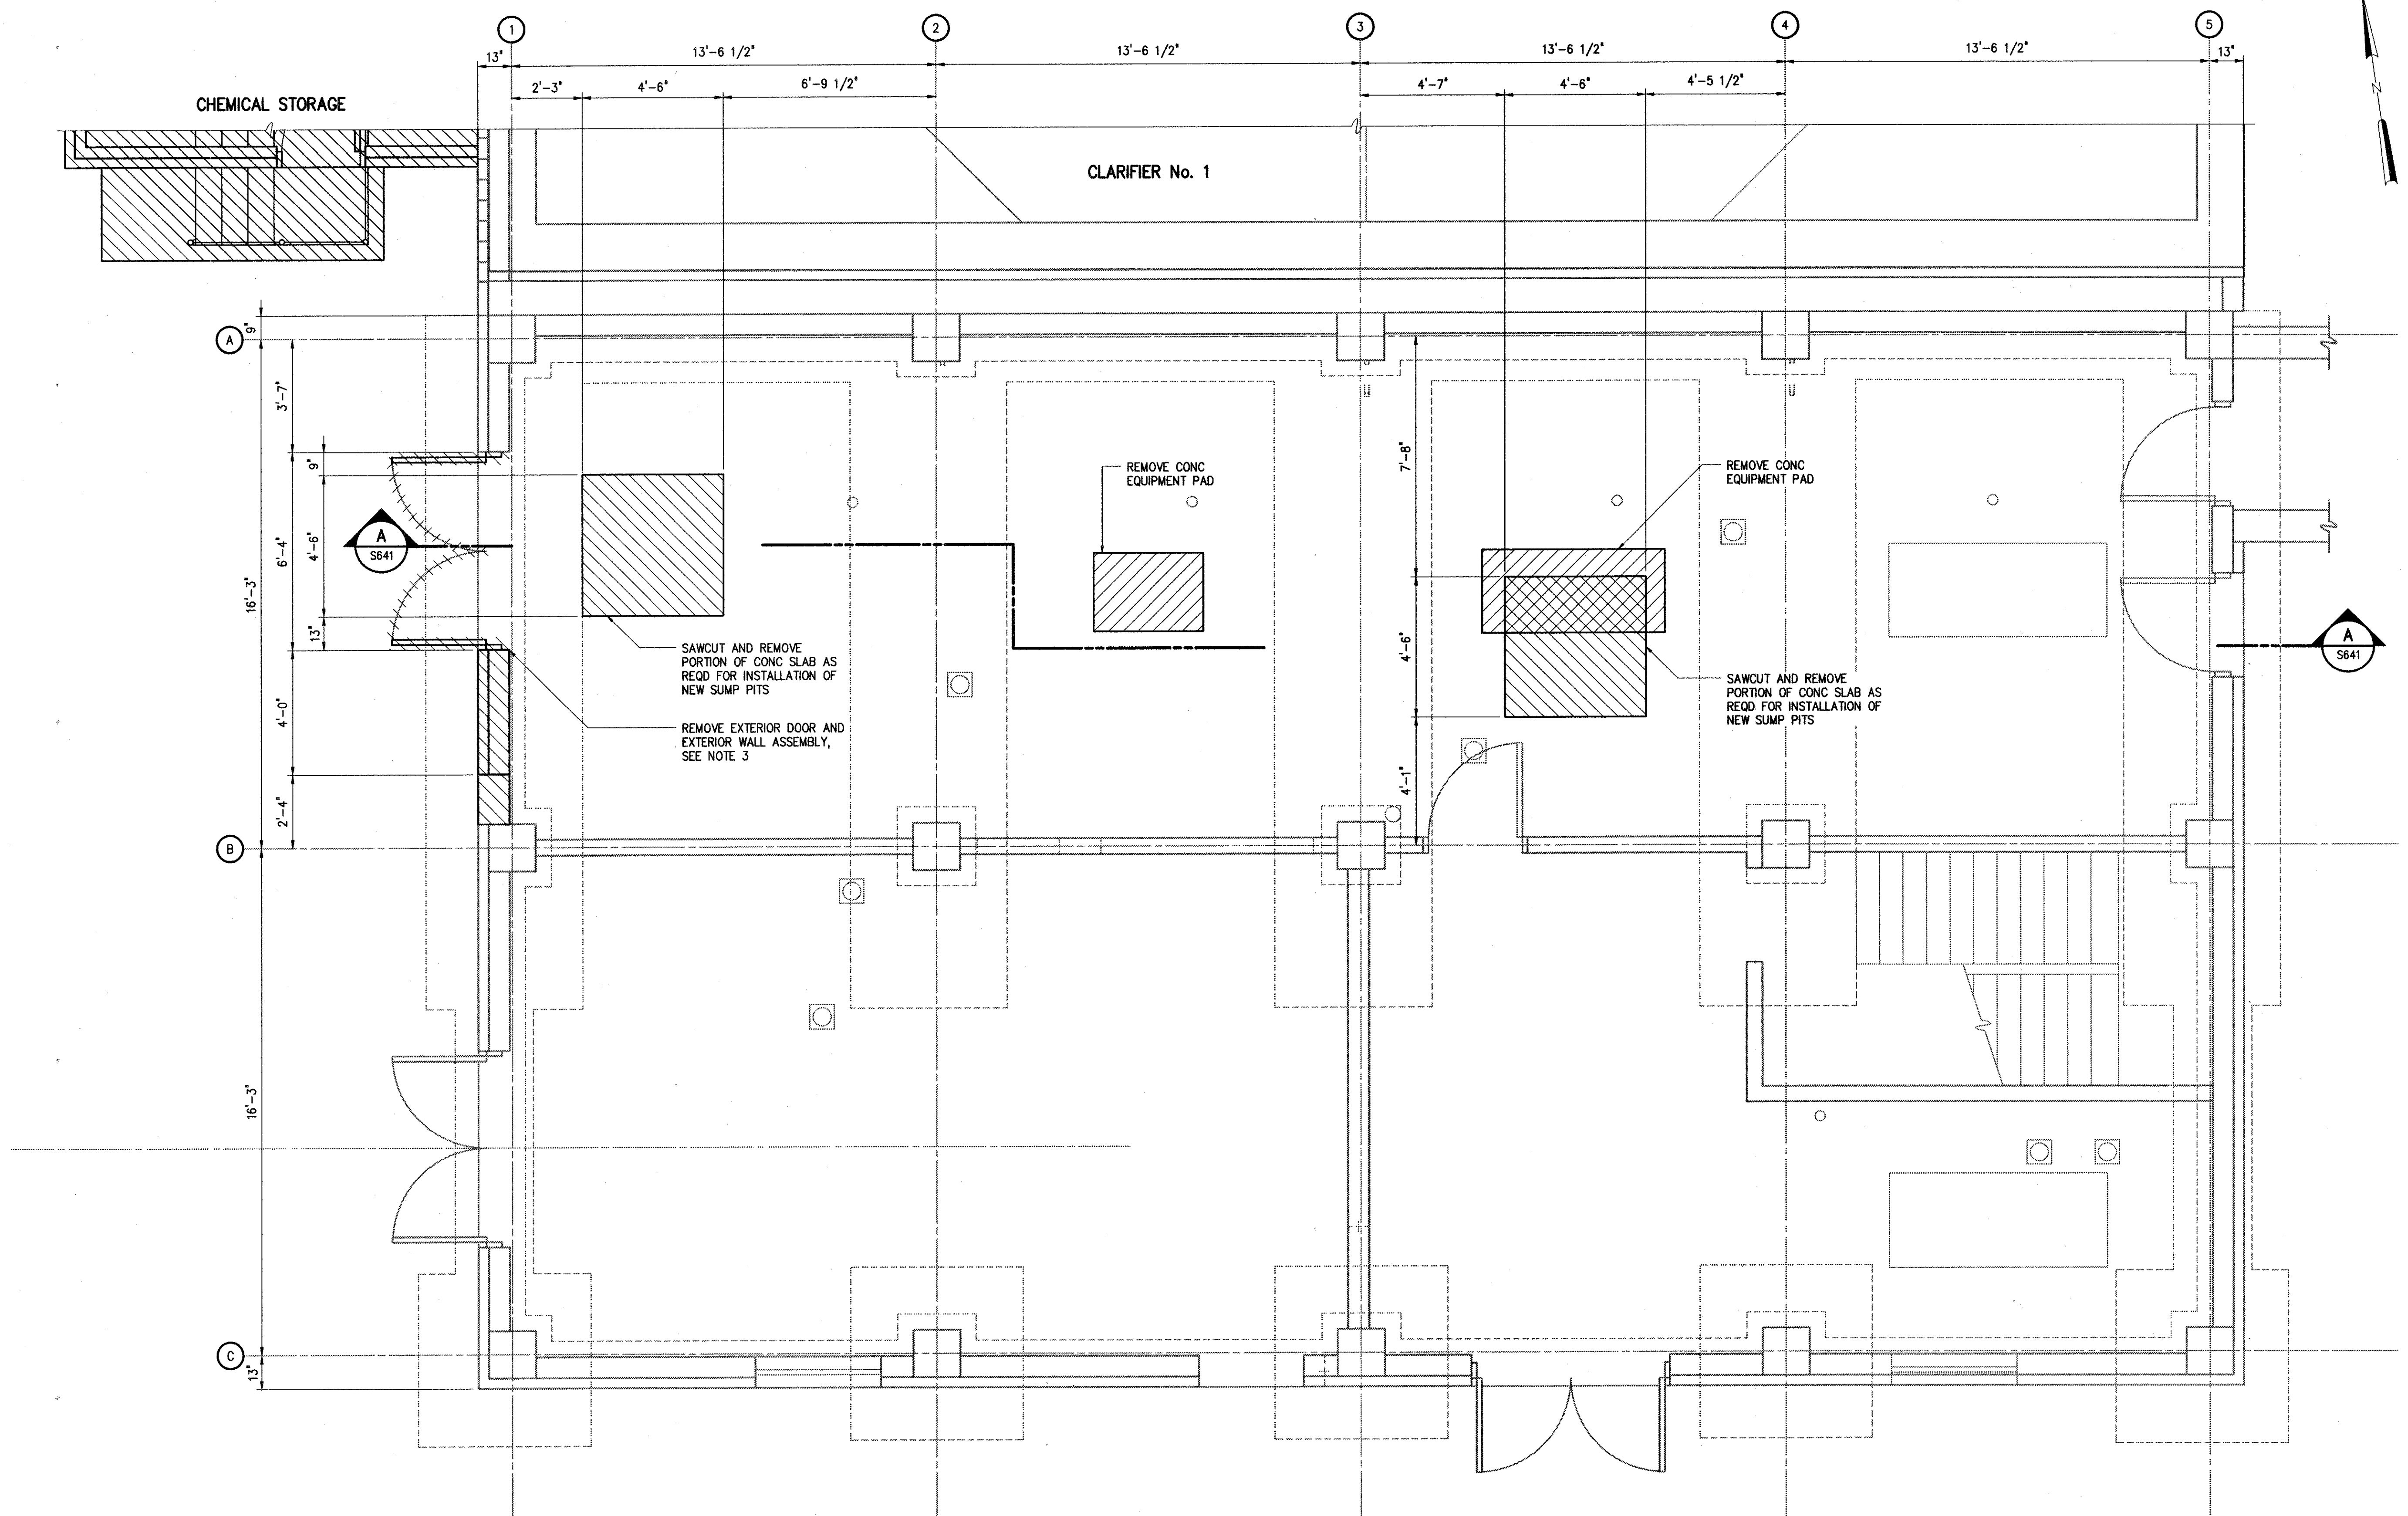 1
2
3
4
5
13"
13'-6 1/2"
13'-6 1/2"
13'-6 1/2"
13'-6 1/2"
13"
2'-3"
4'-6"
6'-9 1/2"
4'-7"
4'-6"
4'-5 1/2"
N
CHEMICAL STORAGE
CLARIFIER No. 1
A
9"
3'-7"
9"
6'-4"
4'-6"
13"
16'-3"
4'-0"
2'-4"
A
S641
7'-8"
4'-6"
4'-1"
REMOVE CONC
EQUIPMENT PAD
REMOVE CONC
EQUIPMENT PAD
SAWCUT AND REMOVE
PORTION OF CONC SLAB AS
REQD FOR INSTALLATION OF
NEW SUMP PITS
REMOVE EXTERIOR DOOR AND
EXTERIOR WALL ASSEMBLY,
SEE NOTE 3
SAWCUT AND REMOVE
PORTION OF CONC SLAB AS
REQD FOR INSTALLATION OF
NEW SUMP PITS
A
S641
B
16'-3"
C
13"